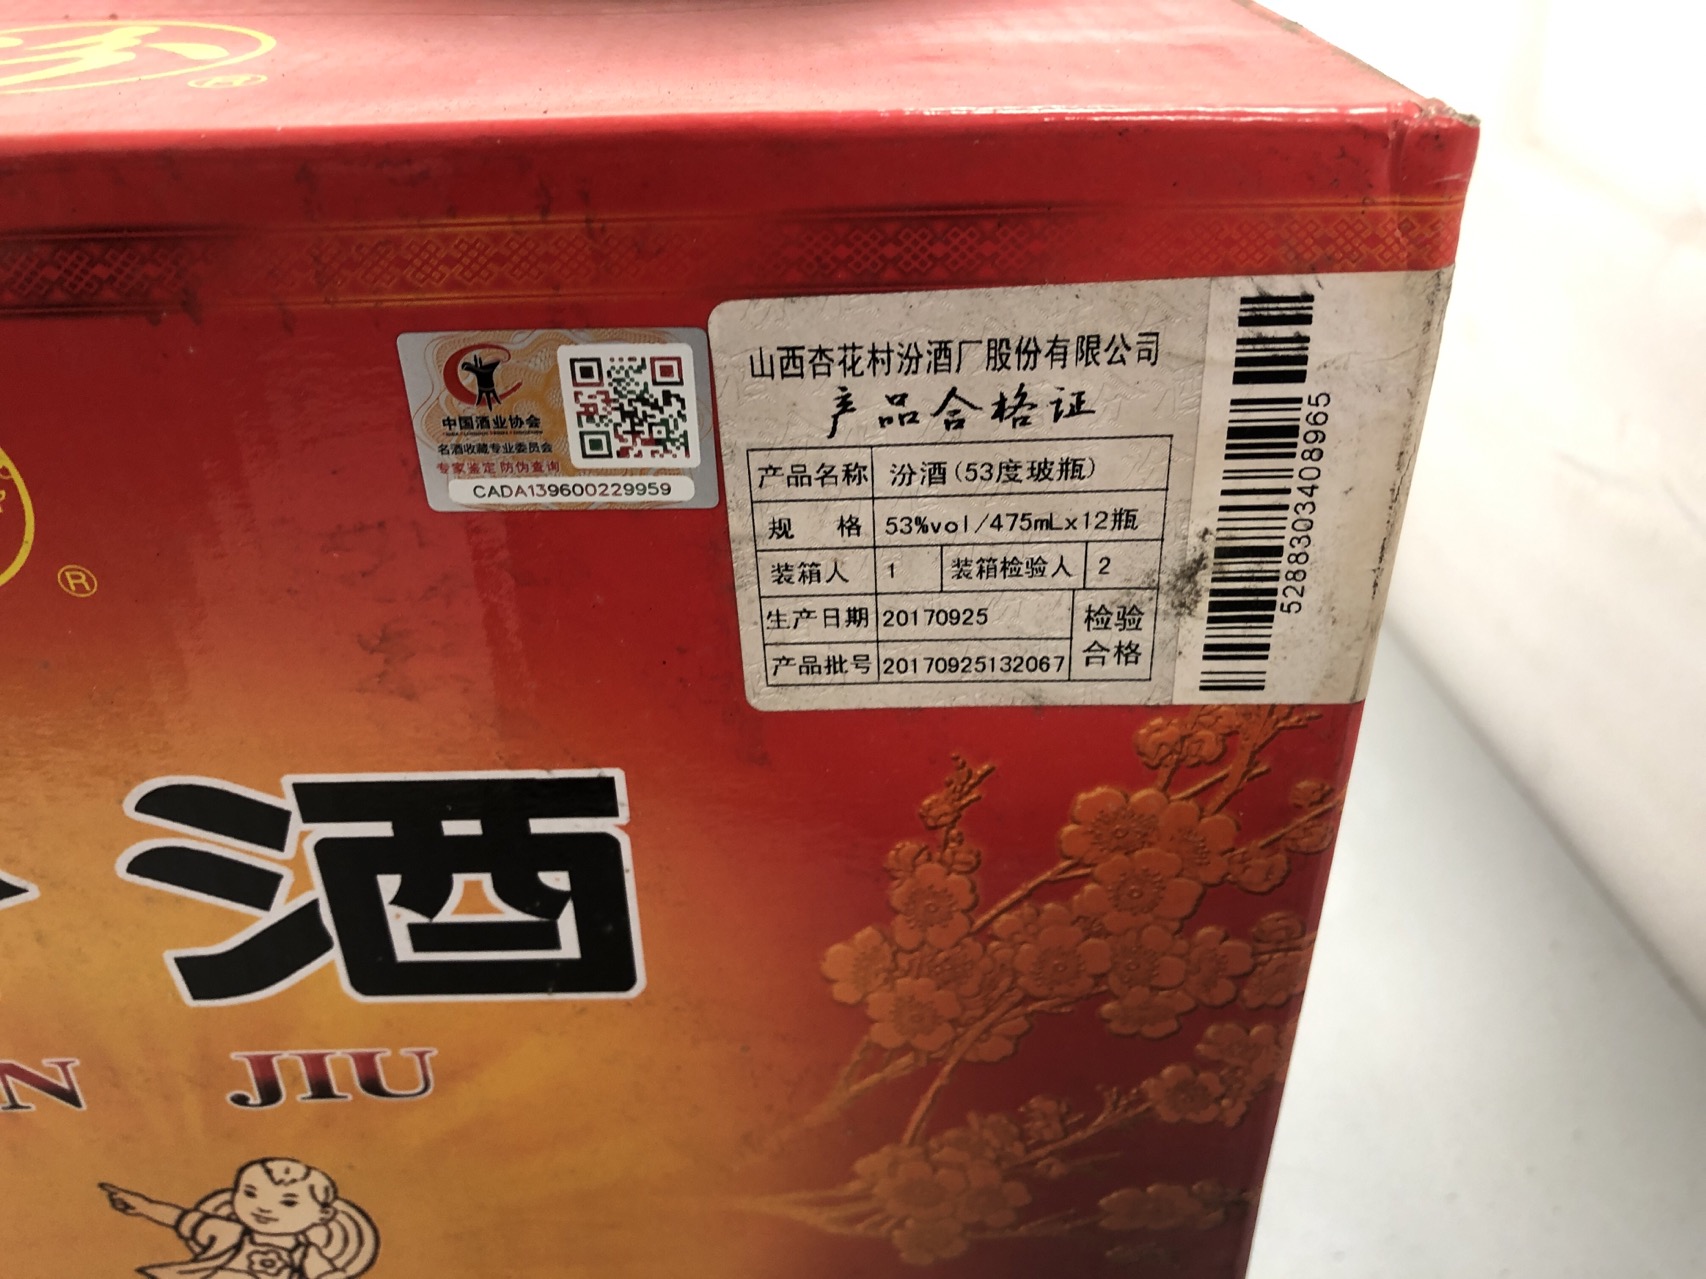 ®
中国酒业协会
名酒收藏专业委员会
专家鉴定 防伪查询
CADA139600229959
山西杏花村汾酒厂股份有限公司
产品合格证
产品名称 汾酒(53度玻瓶)
规 格 53%vol/475mLx12瓶
装箱人 1 装箱检验人 2
生产日期 20170925 检验
产品批号 20170925132067 合格
5288303408965
®
酒
N JIU